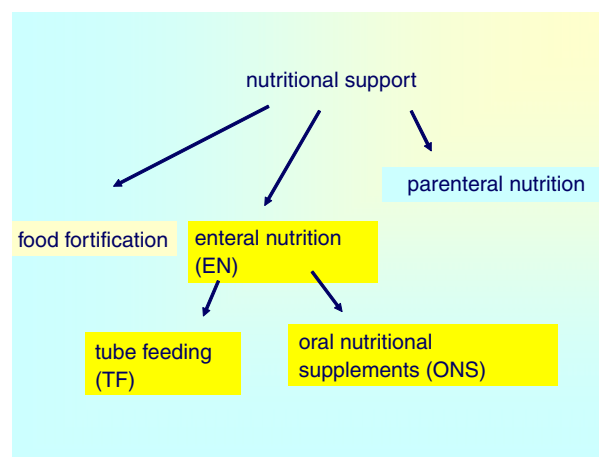 nutritional support
parenteral nutrition
food fortification
enteral nutrition
(EN)
tube feeding
(TF)
oral nutritional
supplements (ONS)